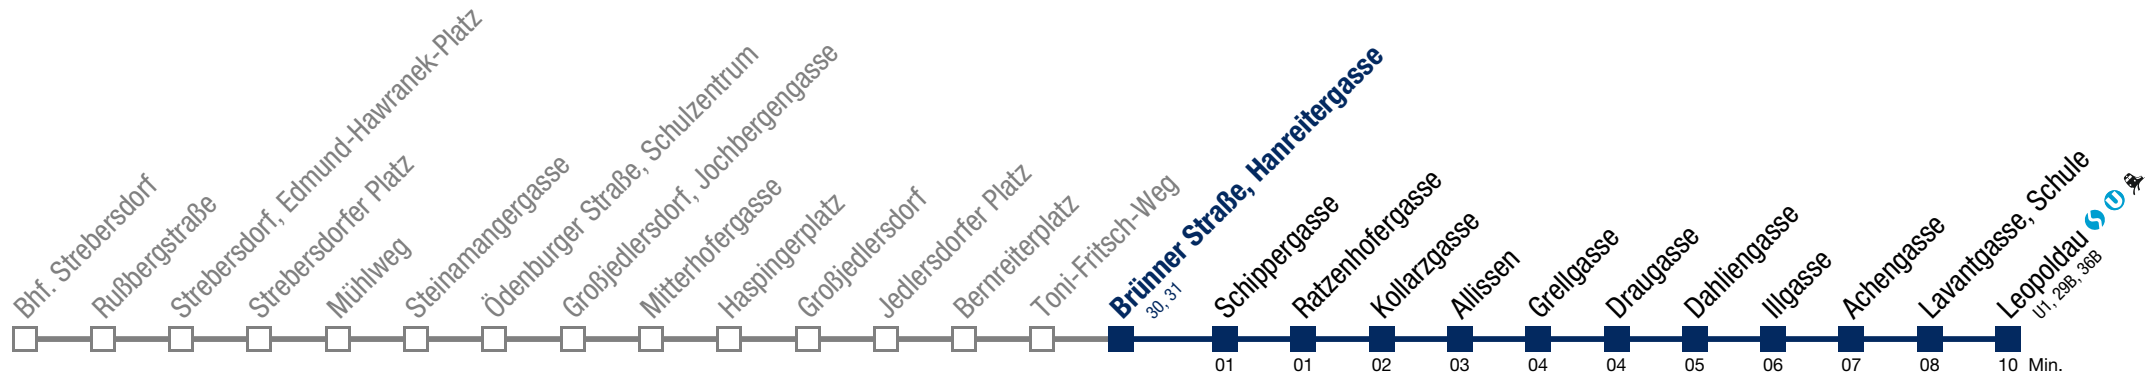 Bhf. Strebersdorf
Rußbergstraße
Strebersdorf, Edmund-Hawranek-Platz
Strebersdorfer Platz
Mühlweg
Steinamangergasse
Ödenburger Straße, Schulzentrum
Großjedlersdorf, Jochbergengasse
Mitterhofergasse
Haspingerplatz
Großjedlersdorf
Jedlersdorfer Platz
Bernreiterplatz
Toni-Fritsch-Weg
Brünner Straße, Hanreitergasse
30, 31
Schippergasse
Ratzenhofergasse
Kollarzgasse
Allissen
Grellgasse
Draugasse
Dahliengasse
Illgasse
Achengasse
Lavantgasse, Schule
Leopoldau S U
U1, 29B, 36B
01 01 02 03 04 04 05 06 07 08 10 Min.